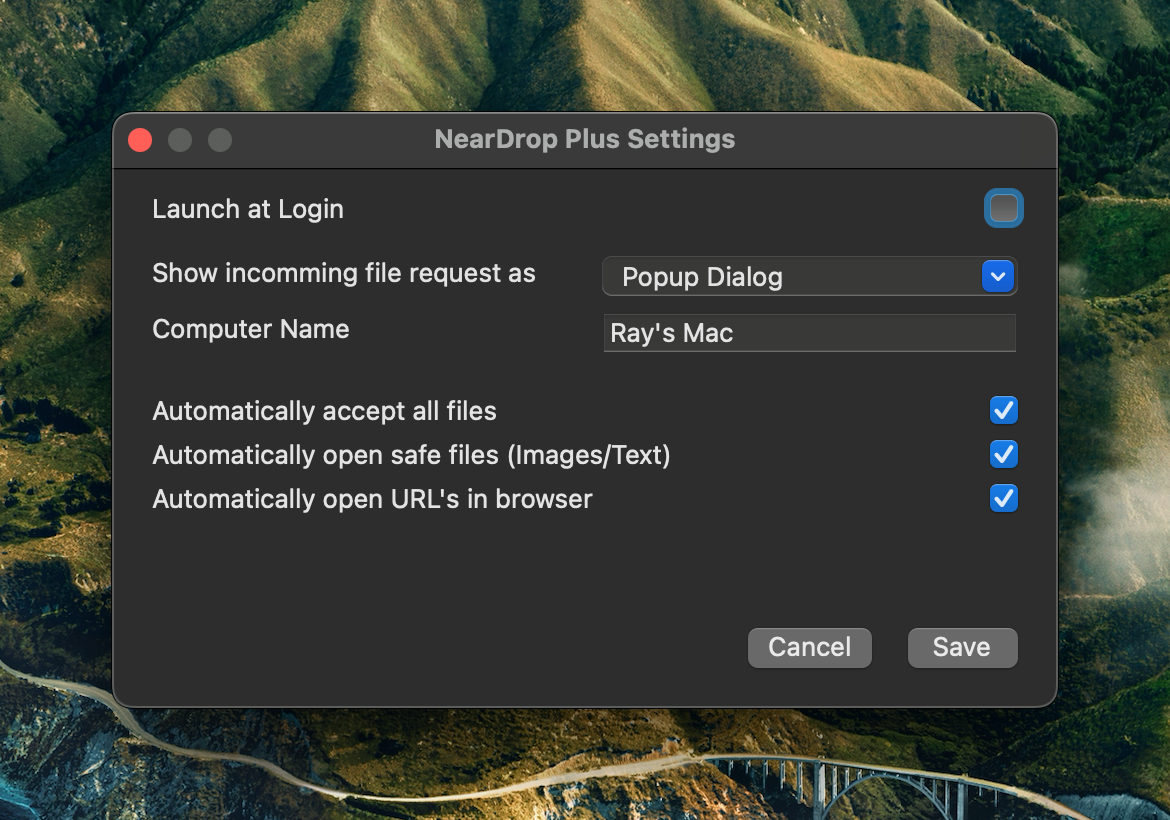 NearDrop Plus Settings
Launch at Login
Show incomming file request as
Popup Dialog
Computer Name
Ray's Mac
Automatically accept all files
Automatically open safe files (Images/Text)
Automatically open URL's in browser
Cancel
Save